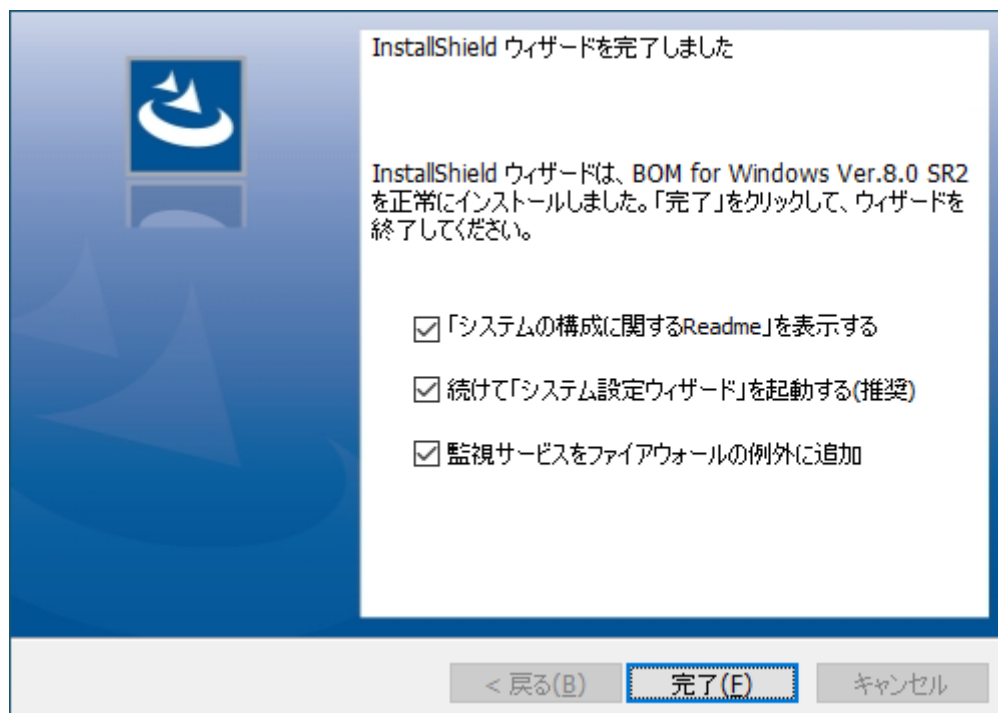 InstallShield ウィザードを完了しました
InstallShield ウィザードは、BOM for Windows Ver.8.0 SR2
を正常にインストールしました。「完了」をクリックして、ウィザードを
終了してください。
「システムの構成に関するReadme」を表示する
続けて「システム設定ウィザード」を起動する(推奨)
監視サービスをファイアウォールの例外に追加
< 戻る(B) 完了(F) キャンセル